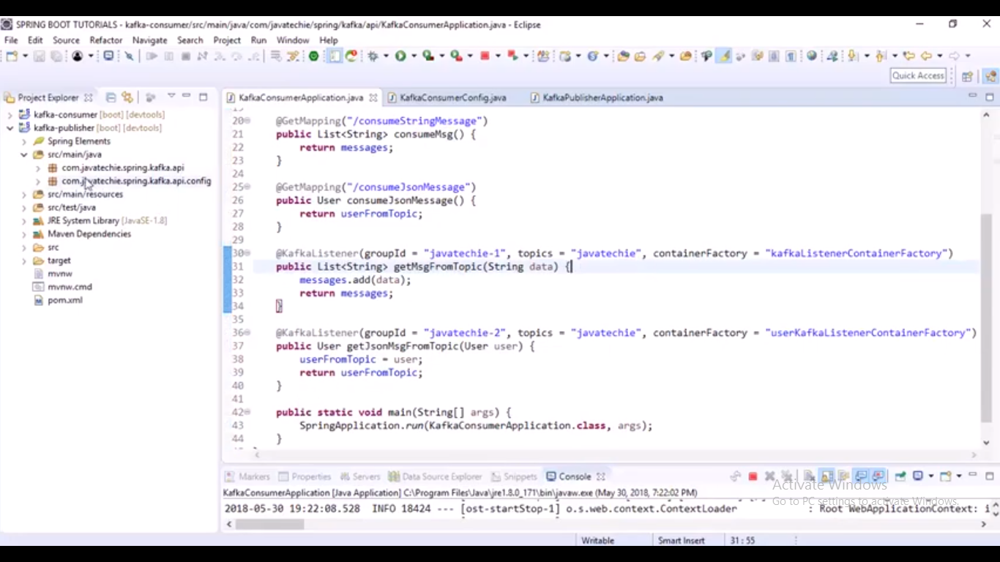 SPRING BOOT TUTORIALS - kafka-consumer/src/main/java/com/javatechie/spring/kafka/api/KafkaConsumerApplication.java - Eclipse
File Edit Source Refactor Navigate Search Project Run Window Help
Quick Access
Project Explorer
kafka-consumer [boot] [devtools]
kafka-publisher [boot] [devtools]
Spring Elements
src/main/java
com.javatechie.spring.kafka.api
com.javatechie.spring.kafka.api.config
src/main/resources
src/test/java
JRE System Library [JavaSE-1.8]
Maven Dependencies
src
target
mvnw
mvnw.cmd
pom.xml
KafkaConsumerApplication.java KafkaConsumerConfig.java KafkaPublisherApplication.java
20 @GetMapping("/consumeStringMessage")
21 public List<String> consumeMsg() {
22 return messages;
23 }
24
25 @GetMapping("/consumeJsonMessage")
26 public User consumeJsonMessage() {
27 return userFromTopic;
28 }
29
30 @KafkaListener(groupId = "javatechie-1", topics = "javatechie", containerFactory = "kafkaListenerContainerFactory")
31 public List<String> getMsgFromTopic(String data) {
32 messages.add(data);
33 return messages;
34 }
35
36 @KafkaListener(groupId = "javatechie-2", topics = "javatechie", containerFactory = "userKafkaListenerContainerFactory")
37 public User getJsonMsgFromTopic(User user) {
38 userFromTopic = user;
39 return userFromTopic;
40 }
41
42 public static void main(String[] args) {
43 SpringApplication.run(KafkaConsumerApplication.class, args);
44 }
Markers Properties Servers Data Source Explorer Snippets Console
KafkaConsumerApplication [Java Application] C:\Program Files\Java\jre1.8.0_171\bin\javaw.exe (May 30, 2018, 7:22:02 PM)
2018-05-30 19:22:08.528 INFO 18424 --- [ost-startStop-1] o.s.web.context.ContextLoader : Root WebApplicationContext: i
Activate Windows
Go to PC settings to activate Windows.
Writable Smart Insert 31 : 55